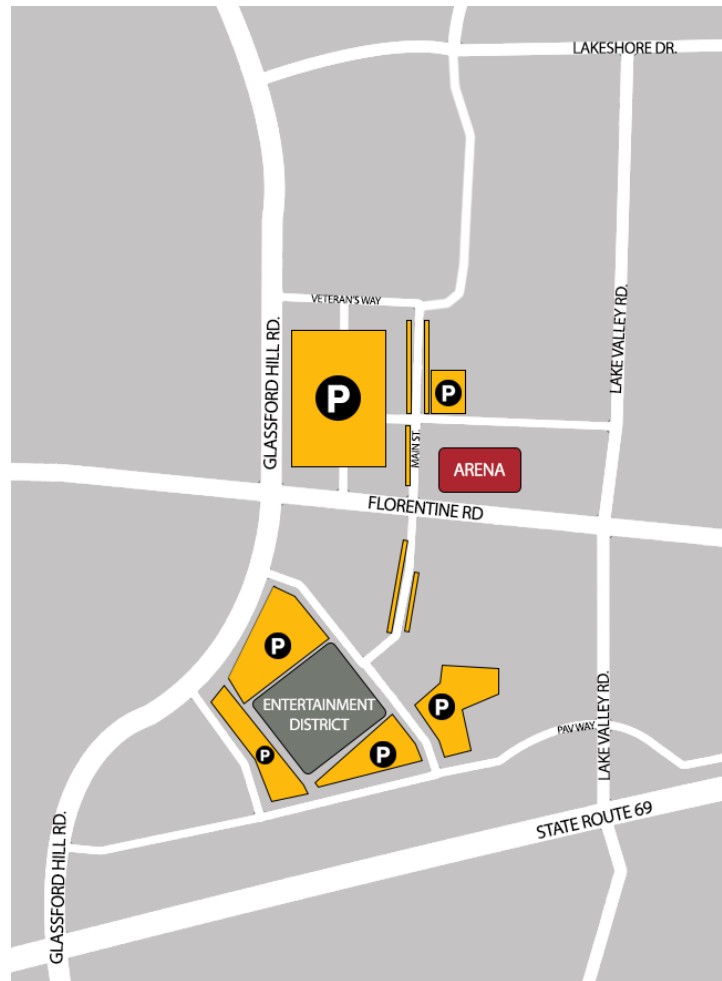 LAKESHORE DR.
VETERAN'S WAY
GLASSFORD HILL RD.
LAKE VALLEY RD.
P
P
MAIN ST.
ARENA
FLORENTINE RD
P
ENTERTAINMENT
DISTRICT
P
P
P
PAV WAY
LAKE VALLEY RD.
STATE ROUTE 69
GLASSFORD HILL RD.